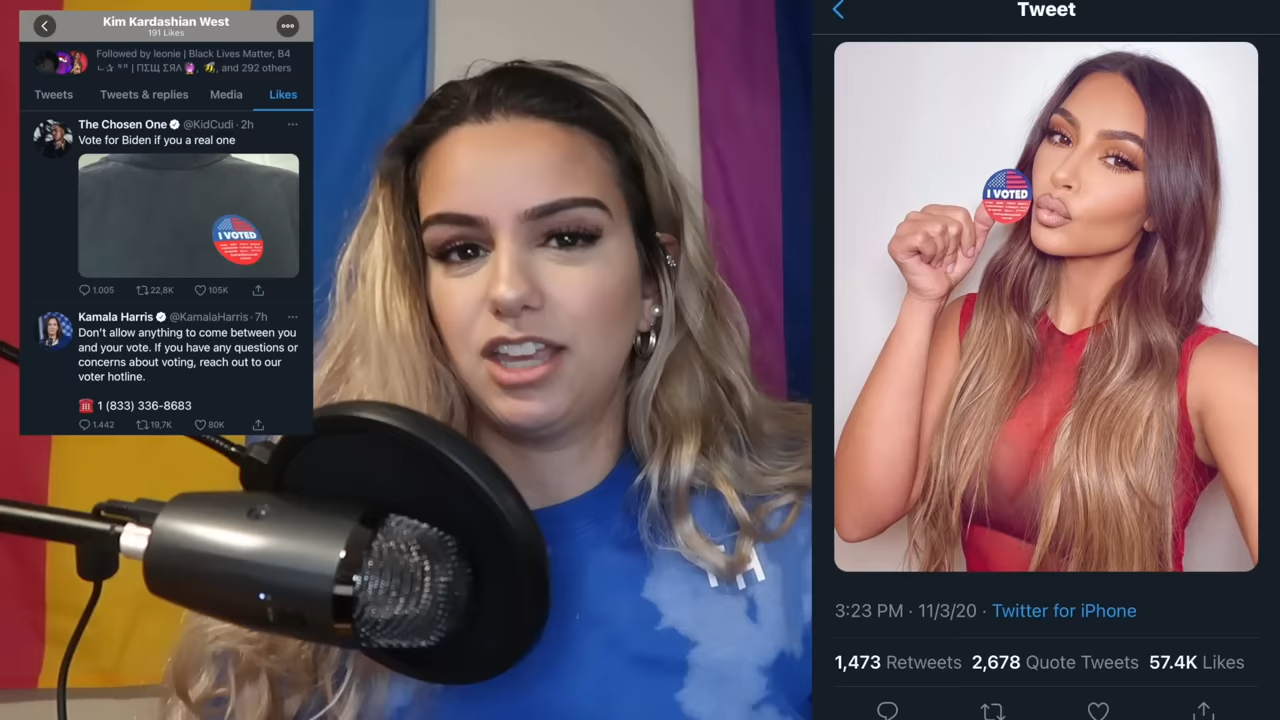 Kim Kardashian West
191 Likes
Followed by leonie | Black Lives Matter, B4
and 292 others
Tweets
Tweets & replies
Media
Likes
The Chosen One @KidCudi · 2h
Vote for Biden if you a real one
I VOTED
1.005
22,8K
105K
Kamala Harris @KamalaHarris · 7h
Don't allow anything to come between you
and your vote. If you have any questions or
concerns about voting, reach out to our
voter hotline.
☎️ 1 (833) 336-8683
1.442
19,7K
80K
Tweet
I VOTED
3:23 PM · 11/3/20 · Twitter for iPhone
1,473 Retweets 2,678 Quote Tweets 57.4K Likes